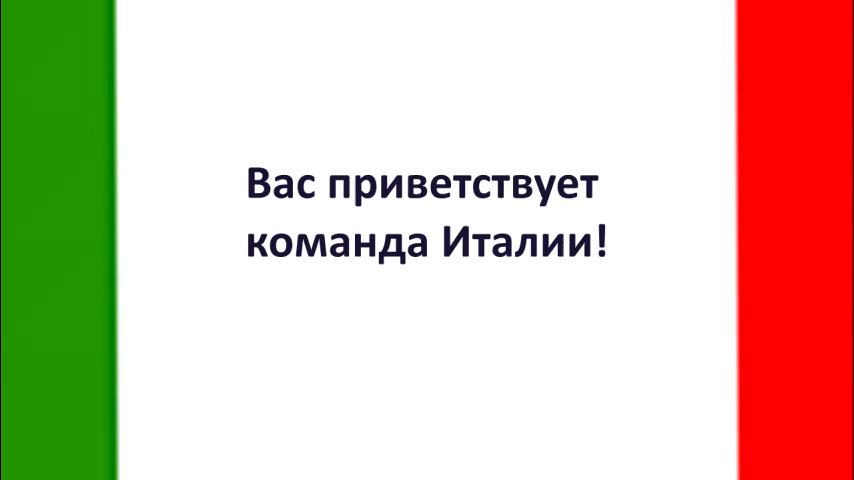 Вас приветствует
команда Италии!